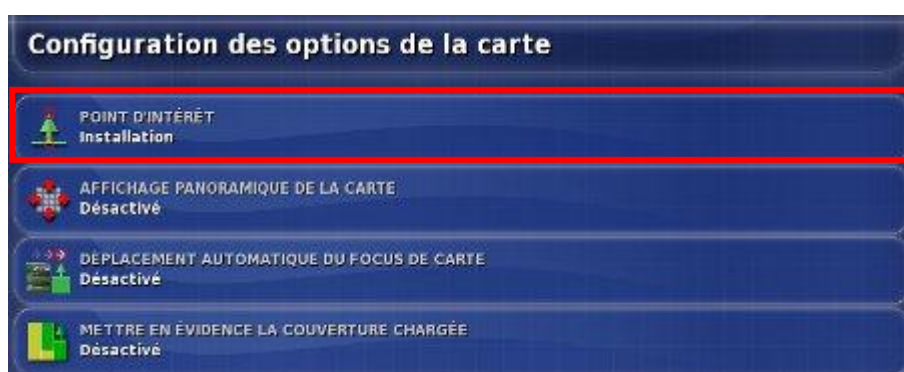 Configuration des options de la carte
POINT D'INTÉRÊT
Installation
AFFICHAGE PANORAMIQUE DE LA CARTE
Désactivé
DÉPLACEMENT AUTOMATIQUE DU FOCUS DE CARTE
Désactivé
METTRE EN ÉVIDENCE LA COUVERTURE CHARGÉE
Désactivé